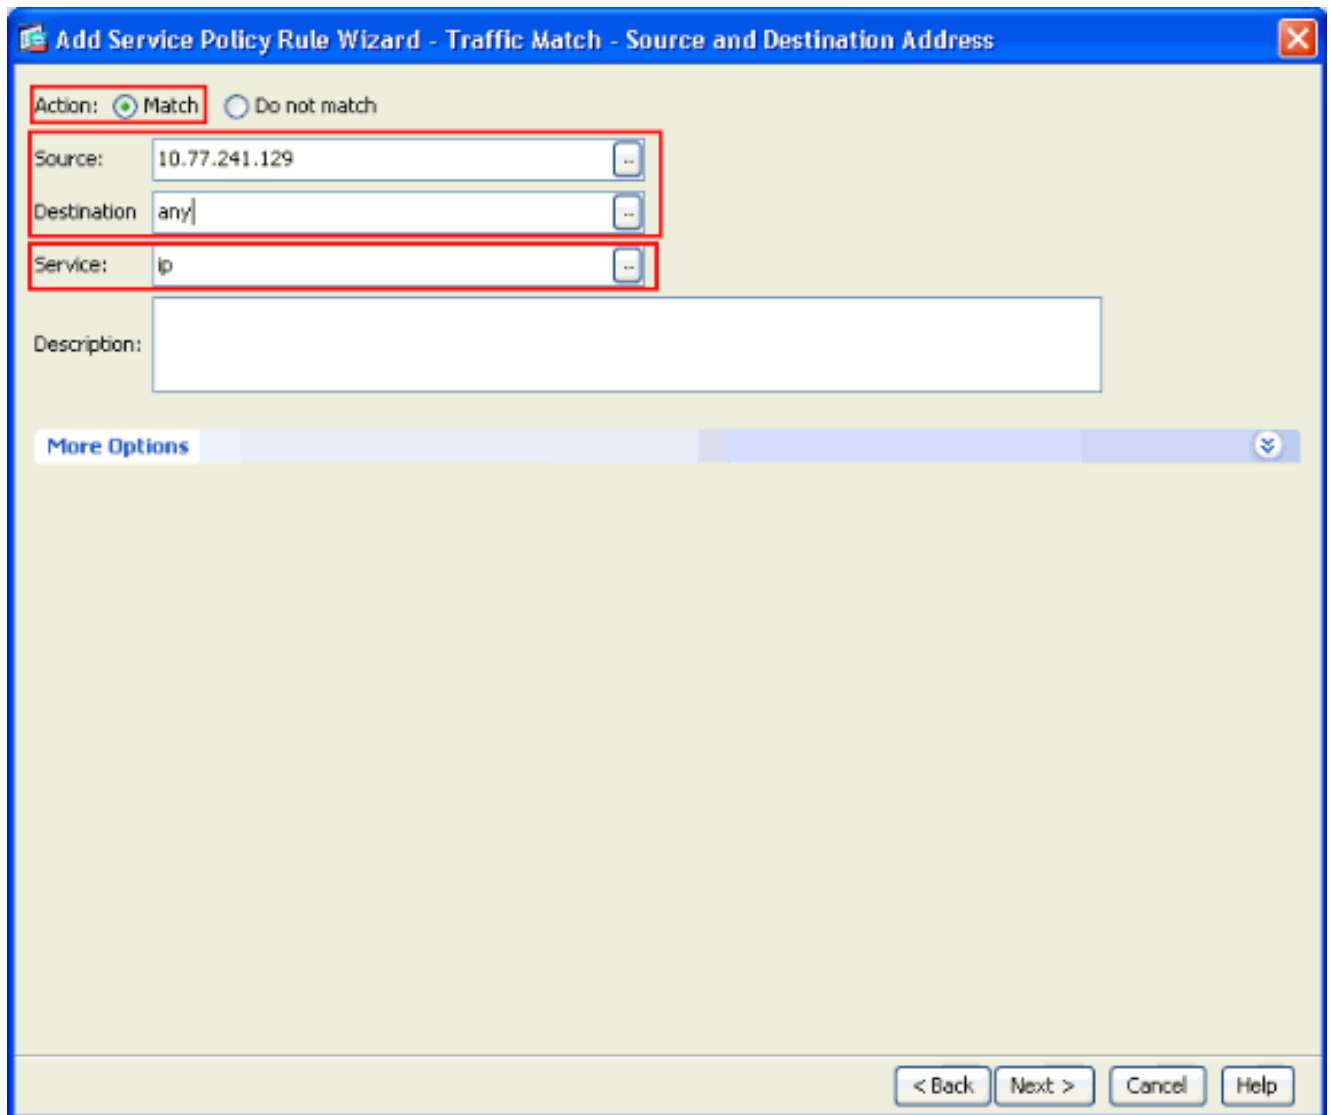 Add Service Policy Rule Wizard - Traffic Match - Source and Destination Address
Action: Match Do not match
Source: 10.77.241.129 ...
Destination any ...
Service: ip ...
Description:
More Options
< Back Next > Cancel Help